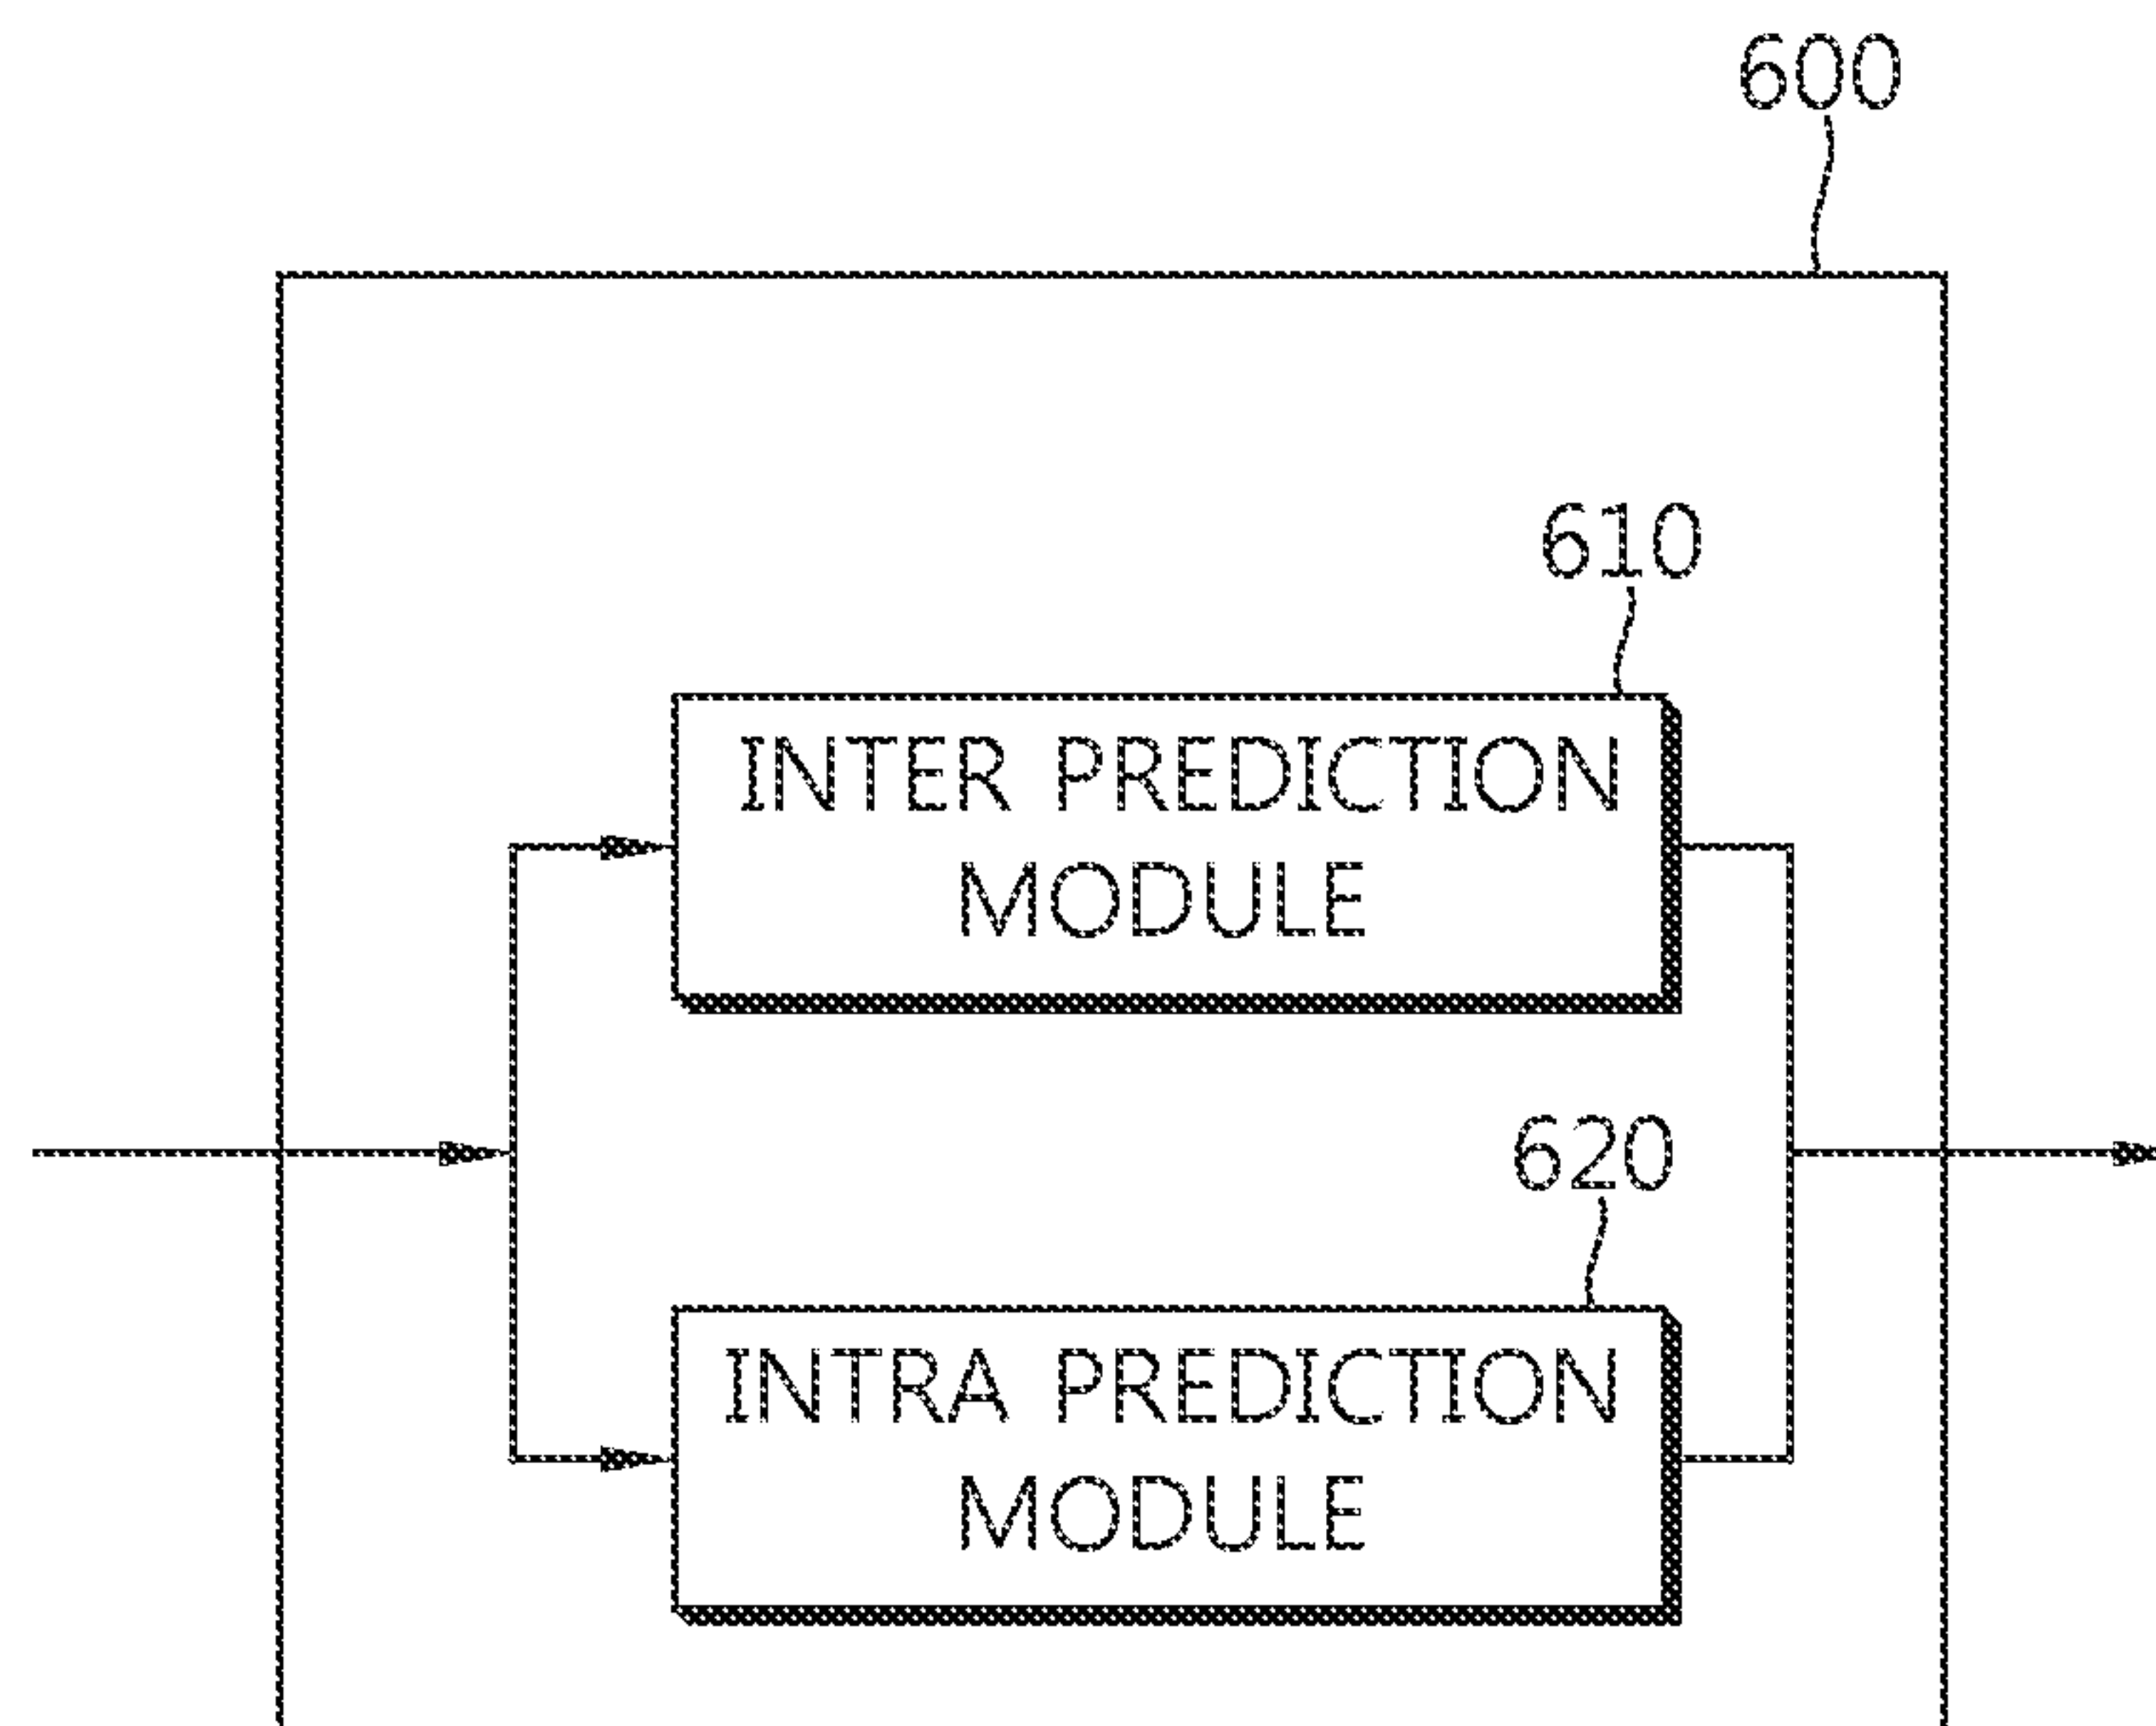 600
610
INTER PREDICTION
MODULE
620
INTRA PREDICTION
MODULE